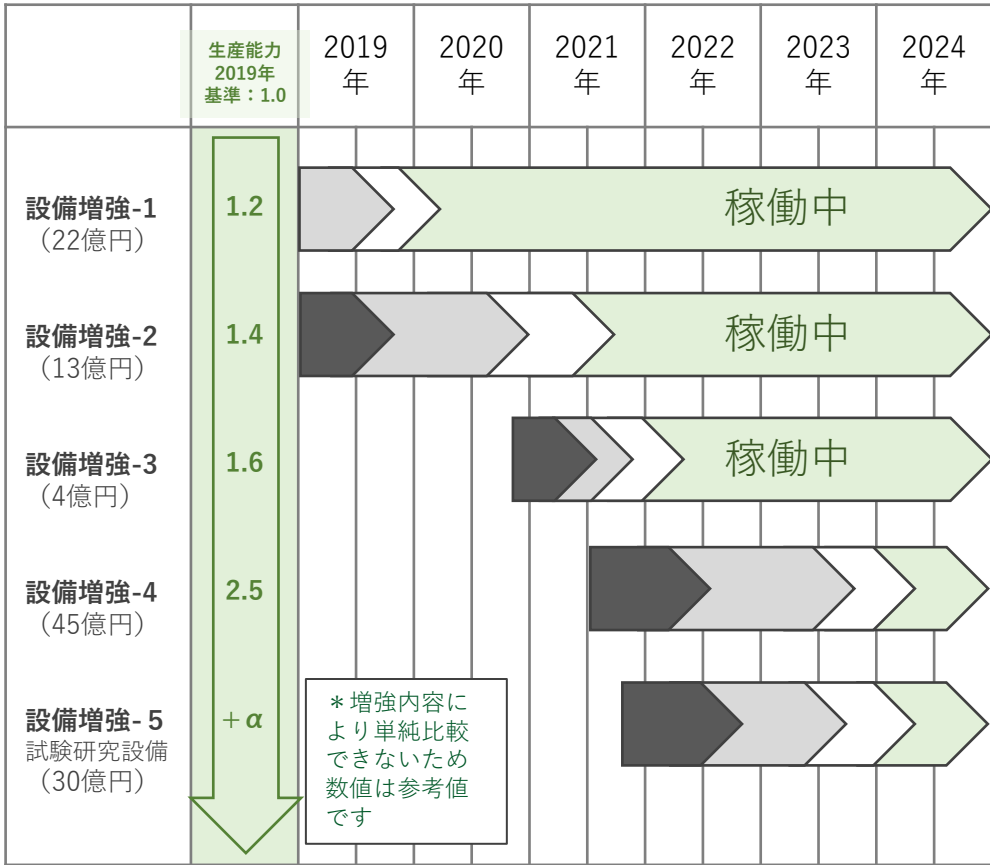 生産能力
2019年
基準：1.0
2019
年
2020
年
2021
年
2022
年
2023
年
2024
年
設備増強-1
（22億円）
1.2
稼働中
設備増強-2
（13億円）
1.4
稼働中
設備増強-3
（4億円）
1.6
稼働中
設備増強-4
（45億円）
2.5
設備増強-５
試験研究設備
（30億円）
+α
＊増強内容に
より単純比較
できないため
数値は参考値
です